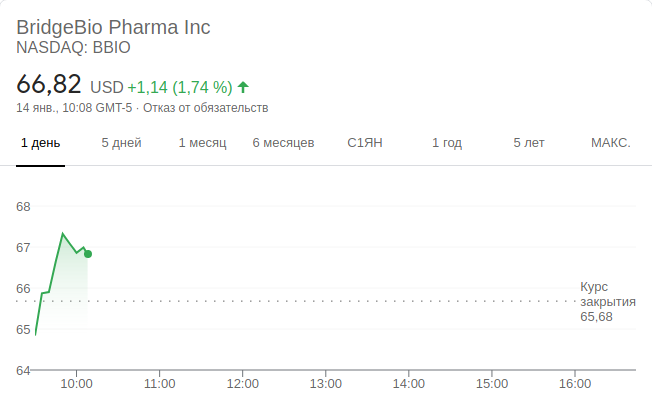 BridgeBio Pharma Inc
NASDAQ: BBIO
66,82 USD +1,14 (1,74 %)
14 янв., 10:08 GMT-5 · Отказ от обязательств
1 день 5 дней 1 месяц 6 месяцев С1ЯН 1 год 5 лет МАКС.
68
67
66
65
64
Курс
закрытия
65,68
10:00 11:00 12:00 13:00 14:00 15:00 16:00